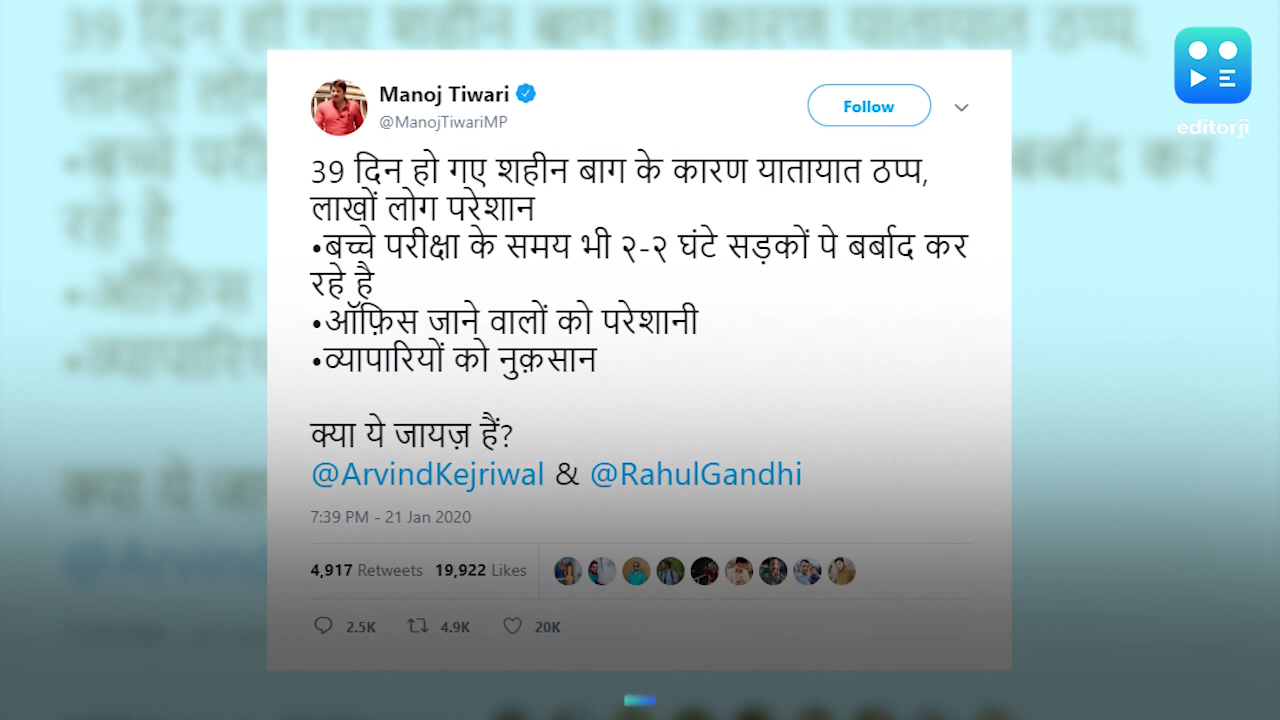 editorji
Manoj Tiwari
@ManojTiwariMP
Follow
39 दिन हो गए शहीन बाग के कारण यातायात ठप्प,
लाखों लोग परेशान
•बच्चे परीक्षा के समय भी २-२ घंटे सड़कों पे बर्बाद कर
रहे है
•ऑफ़िस जाने वालों को परेशानी
•व्यापारियों को नुक़सान
क्या ये जायज़ हैं?
@ArvindKejriwal & @RahulGandhi
7:39 PM - 21 Jan 2020
4,917 Retweets 19,922 Likes
2.5K 4.9K 20K